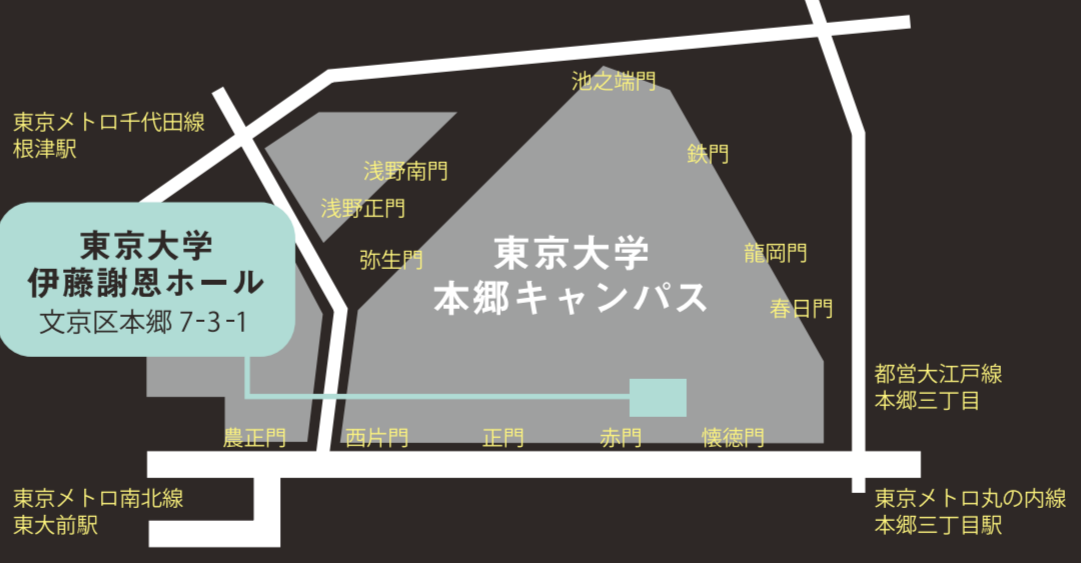 池之端門
東京メトロ千代田線
根津駅
鉄門
浅野南門
浅野正門
東京大学
伊藤謝恩ホール
文京区本郷 7-3-1
弥生門
東京大学
本郷キャンパス
龍岡門
春日門
都営大江戸線
本郷三丁目
農正門
西片門
正門
赤門
懐徳門
東京メトロ南北線
東大前駅
東京メトロ丸の内線
本郷三丁目駅